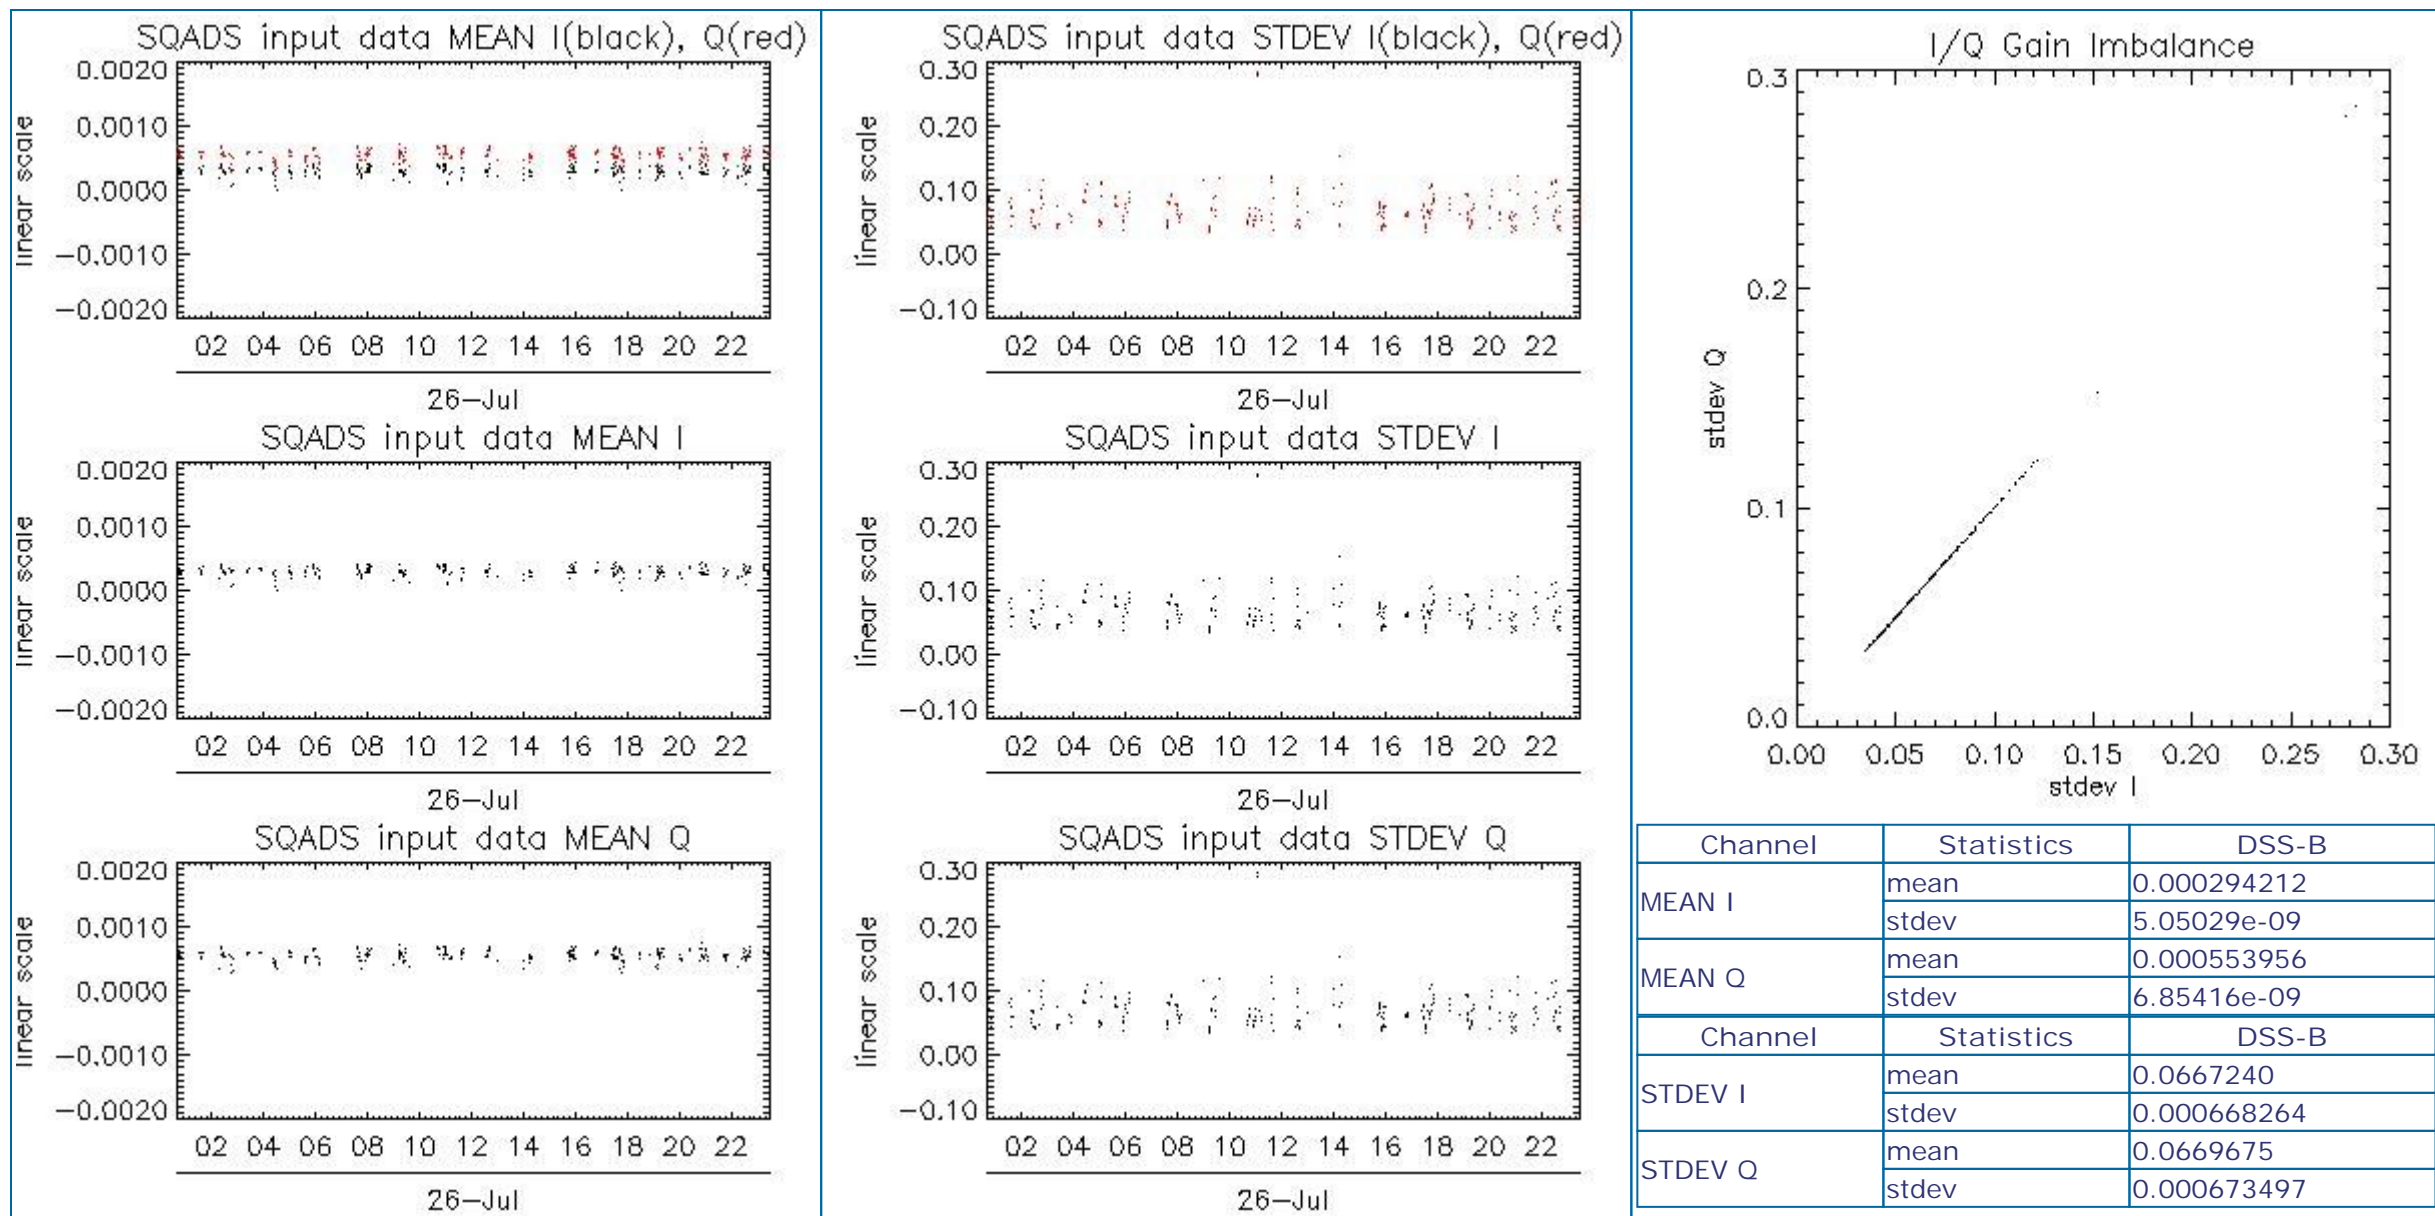 SQADS input data MEAN I(black), Q(red)
0.0020
0.0010
0.0000
−0.0010
−0.0020
linear scale
02 04 06 08 10 12 14 16 18 20 22
26−Jul
SQADS input data MEAN I
0.0020
0.0010
0.0000
−0.0010
−0.0020
linear scale
02 04 06 08 10 12 14 16 18 20 22
26−Jul
SQADS input data MEAN Q
0.0020
0.0010
0.0000
−0.0010
−0.0020
linear scale
02 04 06 08 10 12 14 16 18 20 22
26−Jul
SQADS input data STDEV I(black), Q(red)
0.30
0.20
0.10
0.00
−0.10
linear scale
02 04 06 08 10 12 14 16 18 20 22
26−Jul
SQADS input data STDEV I
0.30
0.20
0.10
0.00
−0.10
linear scale
02 04 06 08 10 12 14 16 18 20 22
26−Jul
SQADS input data STDEV Q
0.30
0.20
0.10
0.00
−0.10
linear scale
02 04 06 08 10 12 14 16 18 20 22
26−Jul
I/Q Gain Imbalance
0.3
0.2
0.1
0.0
stdev Q
0.00 0.05 0.10 0.15 0.20 0.25 0.30
stdev I
Channel Statistics DSS-B
MEAN I mean 0.000294212
stdev 5.05029e-09
MEAN Q mean 0.000553956
stdev 6.85416e-09
Channel Statistics DSS-B
STDEV I mean 0.0667240
stdev 0.000668264
STDEV Q mean 0.0669675
stdev 0.000673497